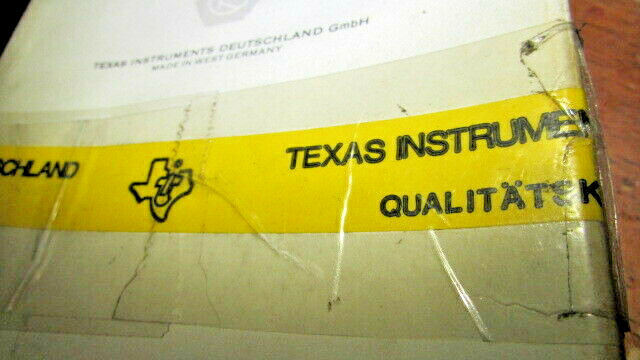 TEXAS INSTRUMENTS DEUTSCHLAND GmbH
MADE IN WEST GERMANY
SCHLAND
TEXAS INSTRUMEN
QUALITÄTSK